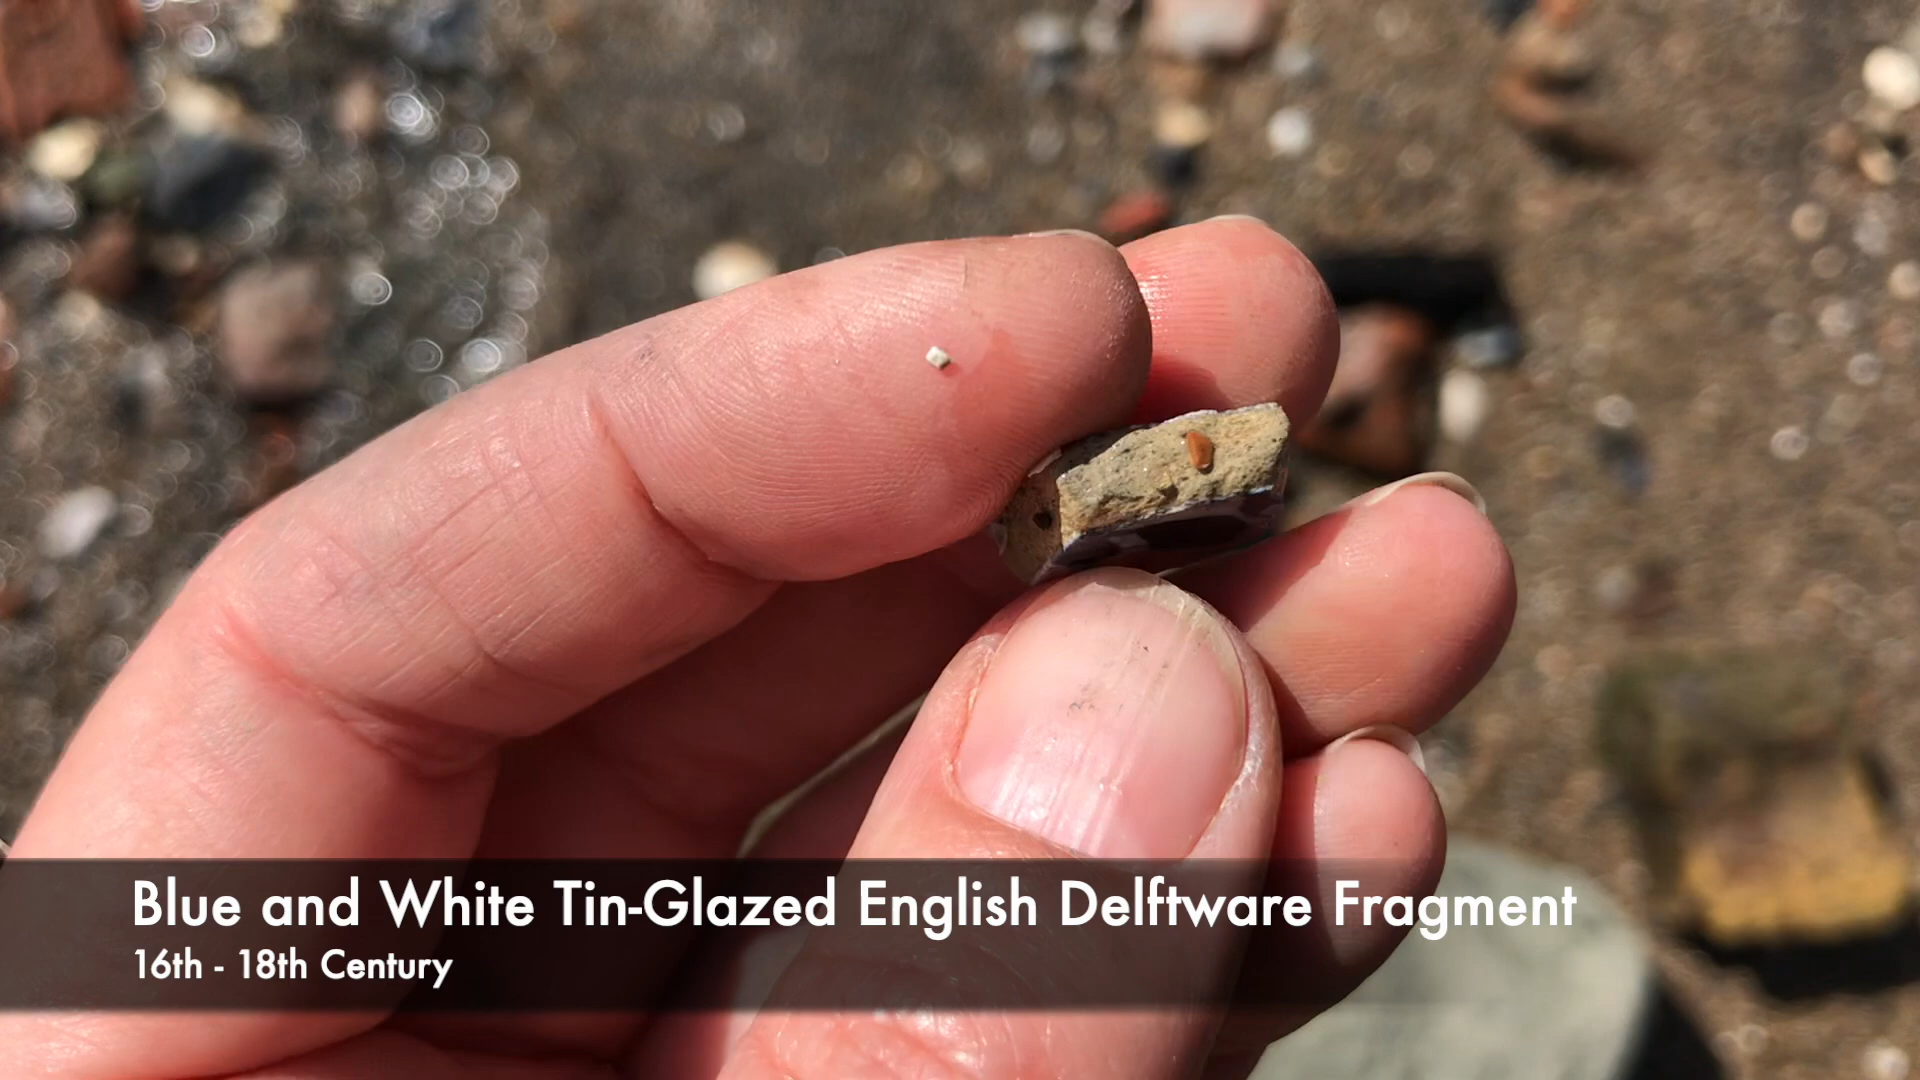 Blue and White Tin-Glazed English Delftware Fragment
16th - 18th Century